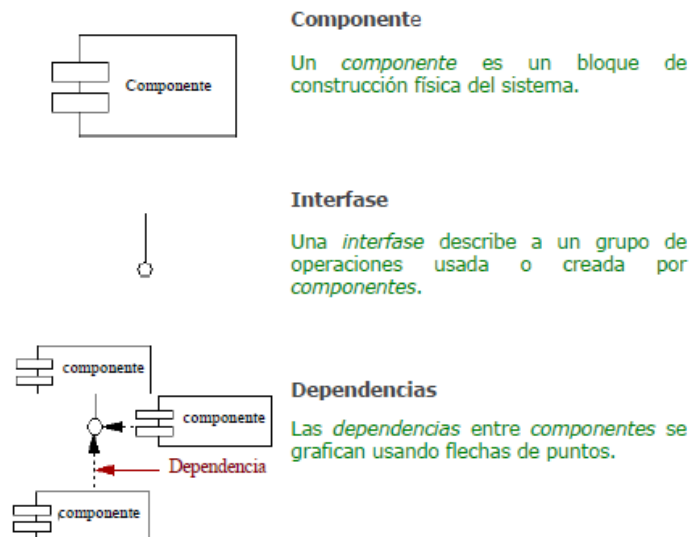 Componente
Componente
Un componente es un bloque de
construcción física del sistema.
Interfase
Una interfase describe a un grupo de
operaciones usada o creada por
componentes.
componente
componente
Dependencia
componente
Dependencias
Las dependencias entre componentes se
grafican usando flechas de puntos.